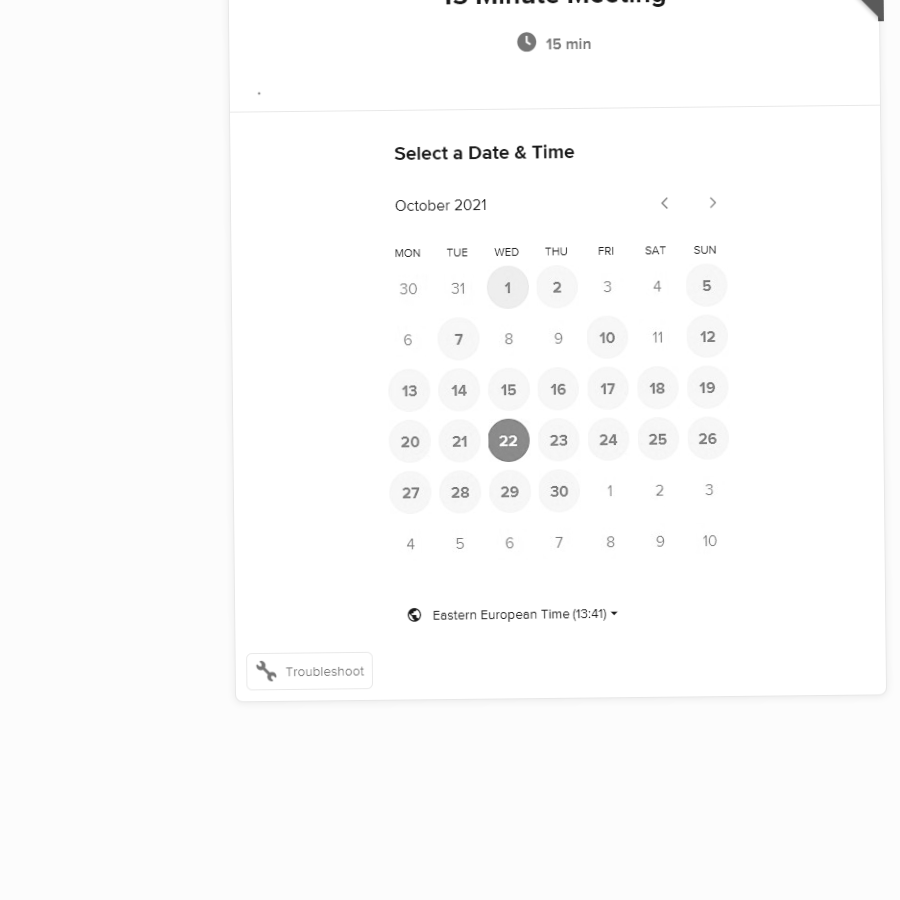 15 Minute Meeting
15 min
.
Select a Date & Time
October 2021
MON TUE WED THU FRI SAT SUN
30 31 1 2 3 4 5
6 7 8 9 10 11 12
13 14 15 16 17 18 19
20 21 22 23 24 25 26
27 28 29 30 1 2 3
4 5 6 7 8 9 10
Eastern European Time (13:41)
Troubleshoot